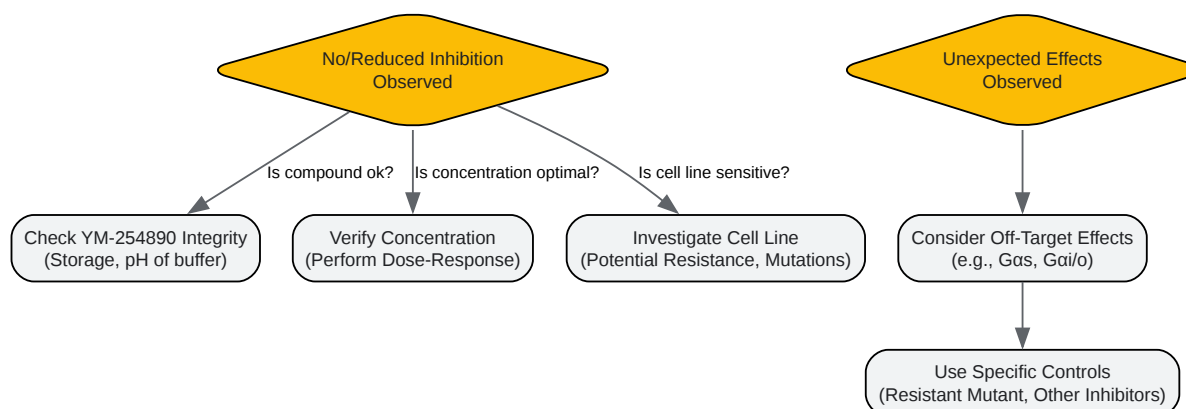 No/Reduced Inhibition
Observed
Unexpected Effects
Observed
Is compound ok?
Is concentration optimal?
Is cell line sensitive?
Check YM-254890 Integrity
(Storage, pH of buffer)
Verify Concentration
(Perform Dose-Response)
Investigate Cell Line
(Potential Resistance, Mutations)
Consider Off-Target Effects
(e.g., Gαs, Gαi/o)
Use Specific Controls
(Resistant Mutant, Other Inhibitors)